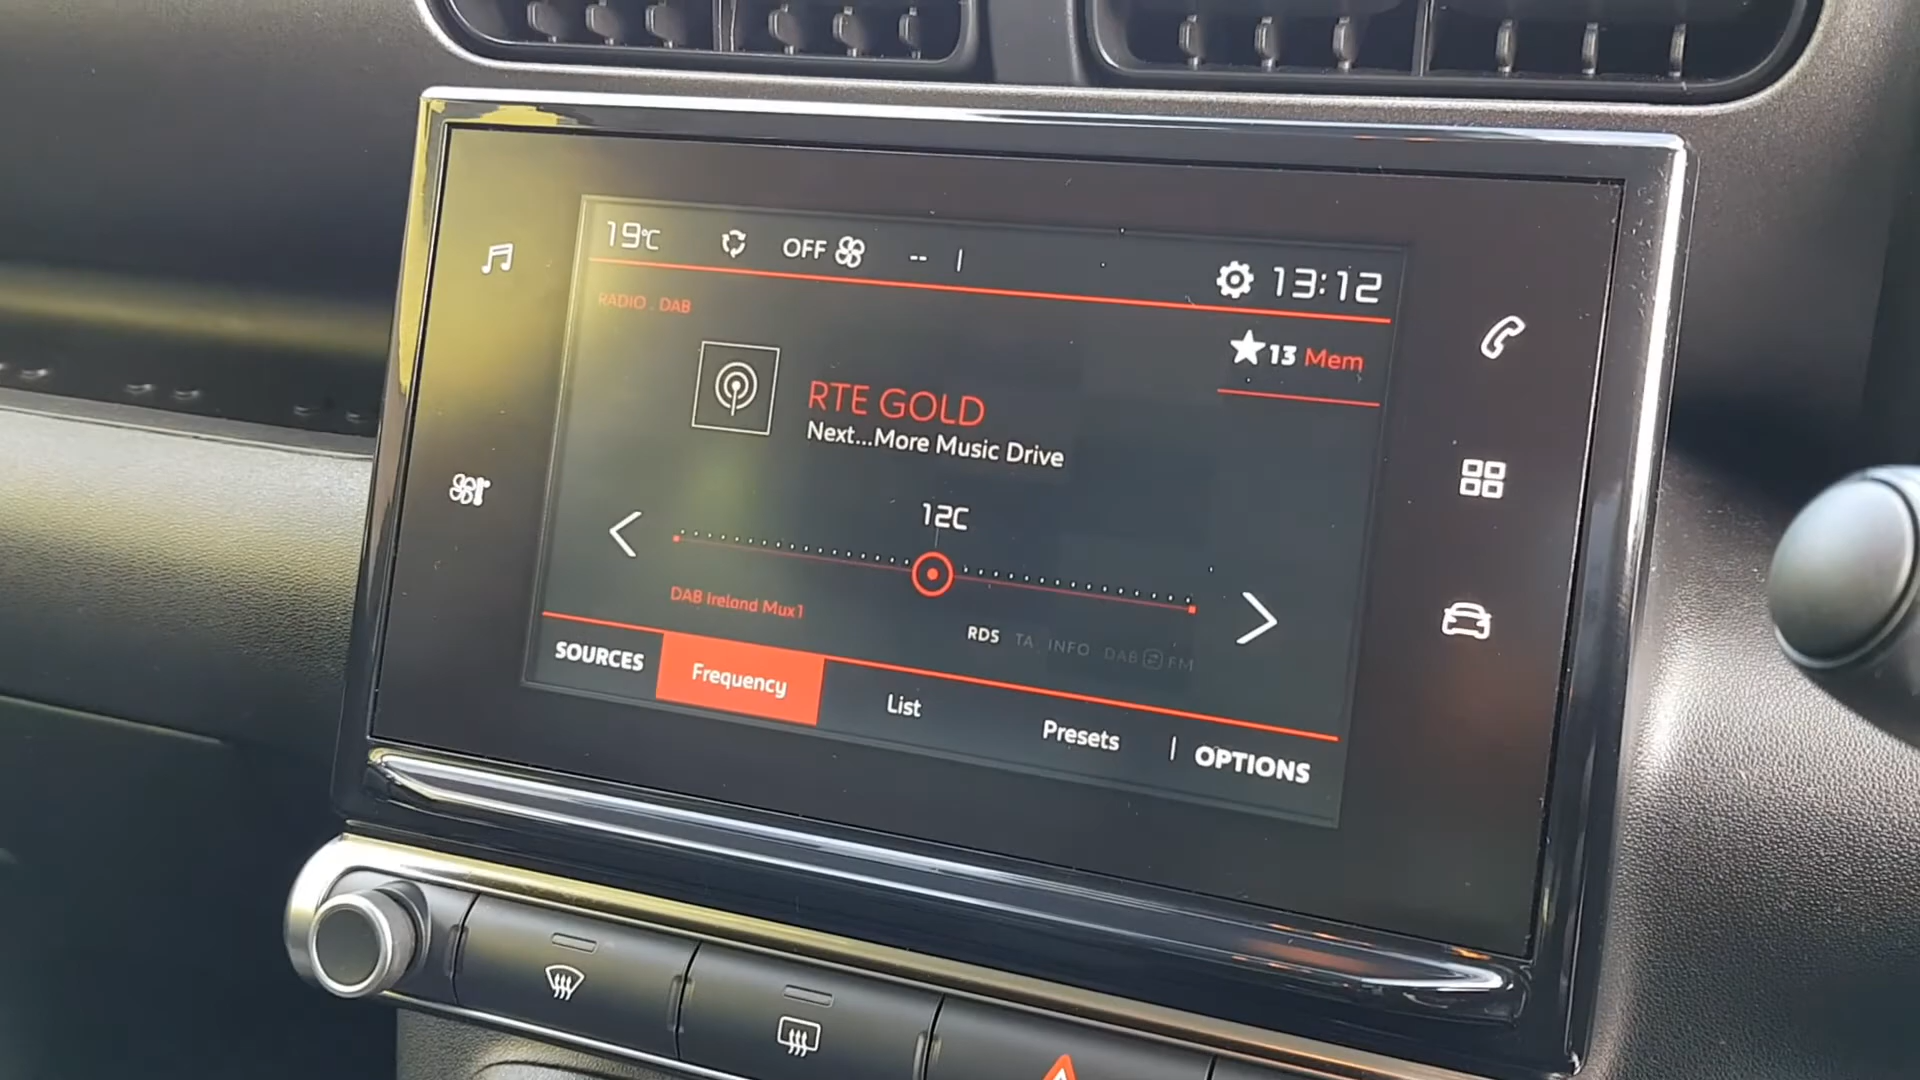 19°C OFF -- | 13:12
RADIO . DAB
13 Mem
RTE GOLD
Next...More Music Drive
12C
DAB Ireland Mux1
RDS TA INFO DAB FM
SOURCES Frequency List Presets | OPTIONS